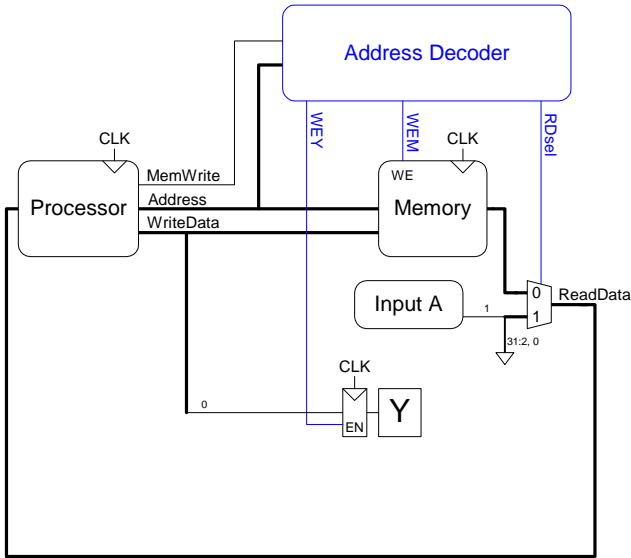 Address Decoder
WEY
WEM
RDsel
CLK
CLK
Processor
MemWrite
Address
WriteData
WE
Memory
Input A
1
0
1
ReadData
31:2, 0
CLK
0
EN
Y